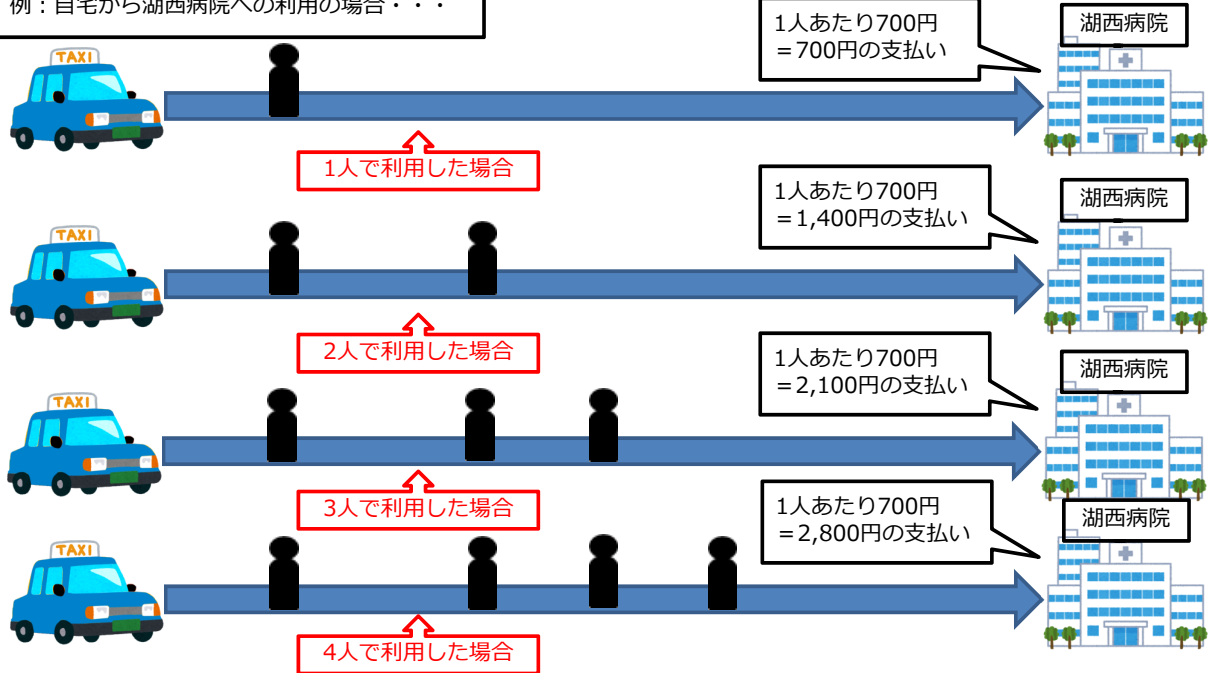 例：自宅から湖西病院への利用の場合・・・
TAXI
1人あたり700円
＝700円の支払い
湖西病院
1人で利用した場合
TAXI
1人あたり700円
＝1,400円の支払い
湖西病院
2人で利用した場合
TAXI
1人あたり700円
＝2,100円の支払い
湖西病院
3人で利用した場合
TAXI
1人あたり700円
＝2,800円の支払い
湖西病院
4人で利用した場合